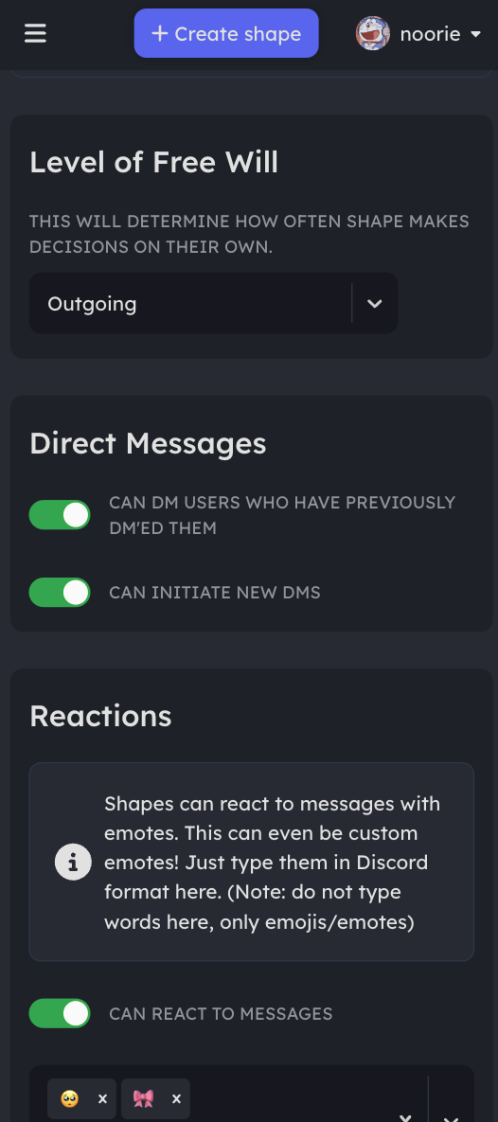 + Create shape
noorie
Level of Free Will
THIS WILL DETERMINE HOW OFTEN SHAPE MAKES
DECISIONS ON THEIR OWN.
Outgoing
Direct Messages
CAN DM USERS WHO HAVE PREVIOUSLY
DM'ED THEM
CAN INITIATE NEW DMS
Reactions
Shapes can react to messages with
emotes. This can even be custom
emotes! Just type them in Discord
format here. (Note: do not type
words here, only emojis/emotes)
CAN REACT TO MESSAGES
🥺 x 🎀 x